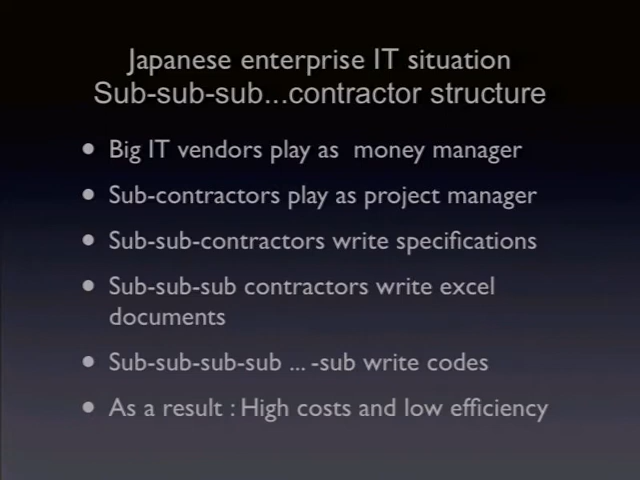 Japanese enterprise IT situation
Sub-sub-sub...contractor structure
• Big IT vendors play as money manager
• Sub-contractors play as project manager
• Sub-sub-contractors write specifications
• Sub-sub-sub contractors write excel
documents
• Sub-sub-sub-sub ... -sub write codes
• As a result : High costs and low efficiency